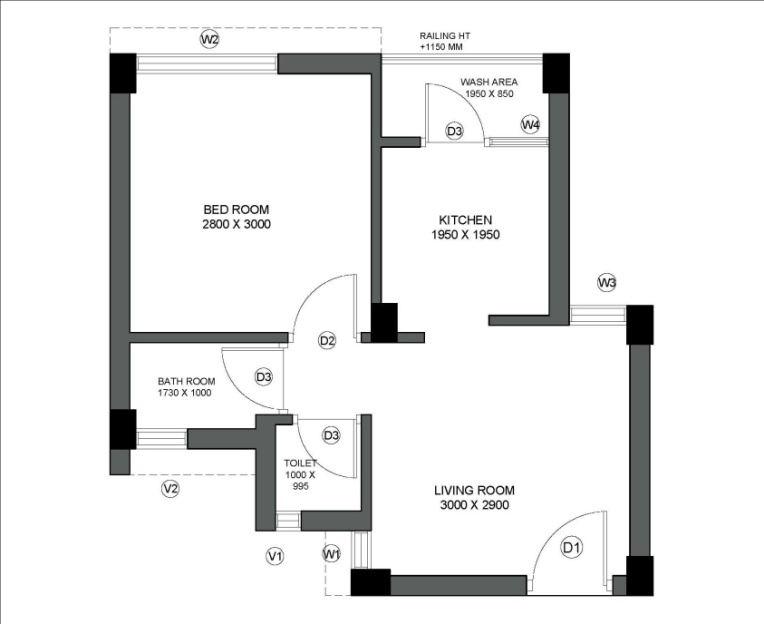 RAILING HT
+1150 MM
W2
WASH AREA
1950 X 850
D3
W4
BED ROOM
2800 X 3000
KITCHEN
1950 X 1950
W3
D2
BATH ROOM
1730 X 1000
D3
D3
TOILET
1000 X
995
V2
LIVING ROOM
3000 X 2900
V1
W1
D1